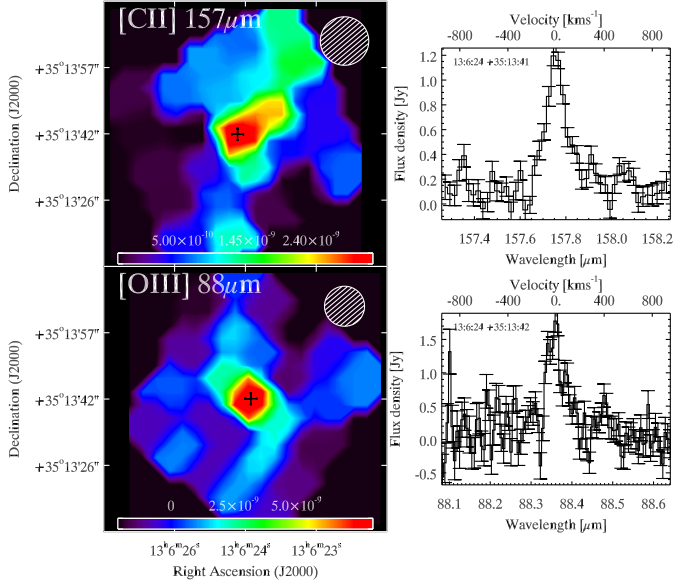 [CII] 157μm
+35°13'57"
+35°13'42"
+35°13'26"
Declination (J2000)
5.00×10⁻¹⁰ 1.45×10⁻⁹ 2.40×10⁻⁹
Velocity [kms⁻¹]
-800 -400 0 400 800
13:6:24 +35:13:41
1.2
1.0
0.8
0.6
0.4
0.2
0.0
Flux density [Jy]
157.4 157.6 157.8 158.0 158.2
Wavelength [μm]
[OIII] 88μm
+35°13'57"
+35°13'42"
+35°13'26"
Declination (J2000)
0 2.5×10⁻⁹ 5.0×10⁻⁹
13ʰ6ᵐ26ˢ 13ʰ6ᵐ24ˢ 13ʰ6ᵐ23ˢ
Right Ascension (J2000)
Velocity [kms⁻¹]
-800 -400 0 400 800
13:6:24 +35:13:42
1.5
1.0
0.5
0.0
-0.5
Flux density [Jy]
88.1 88.2 88.3 88.4 88.5 88.6
Wavelength [μm]